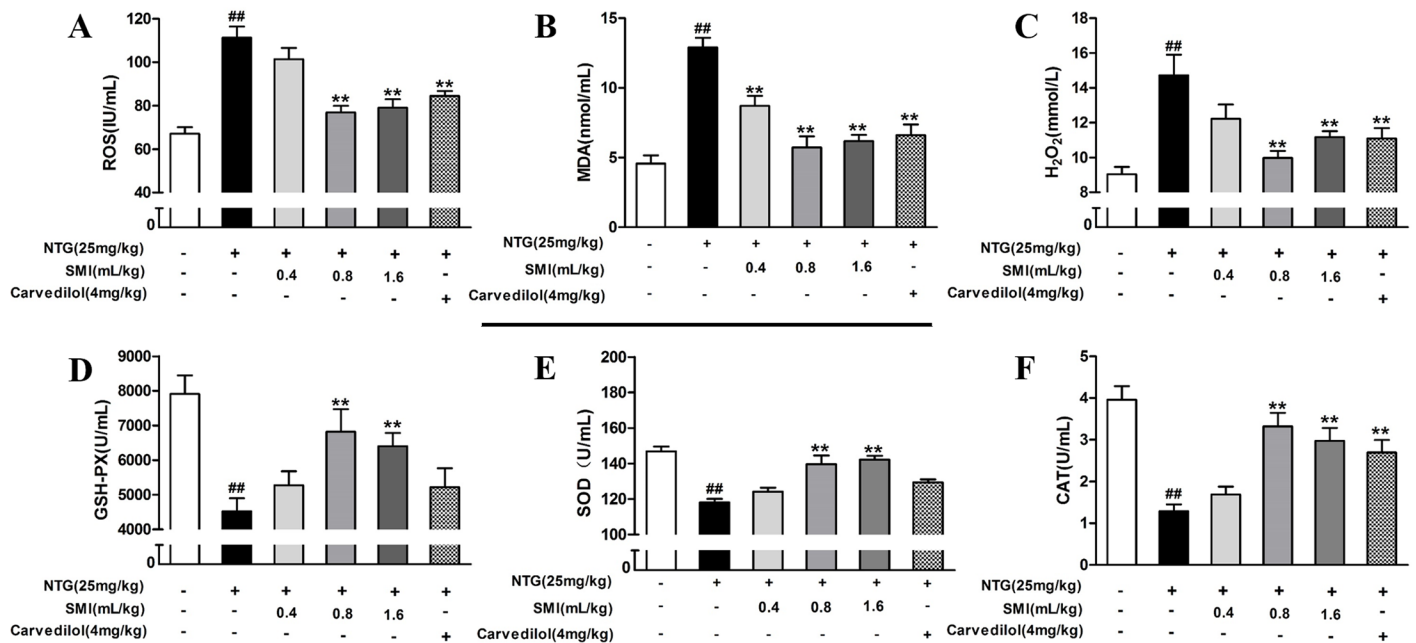 A
ROS(IU/mL)
120
100
80
60
40
0
##
**
**
**
NTG(25mg/kg) - + + + + +
SMI(mL/kg) - - 0.4 0.8 1.6 -
Carvedilol(4mg/kg) - - - - - +
B
MDA(nmol/mL)
15
10
5
0
##
**
**
**
**
NTG(25mg/kg) - + + + + +
SMI(mL/kg) - - 0.4 0.8 1.6 -
Carvedilol(4mg/kg) - - - - - +
C
H2O2(mmol/L)
18
16
14
12
10
8
0
##
**
**
**
NTG(25mg/kg) - + + + + +
SMI(mL/kg) - - 0.4 0.8 1.6 -
Carvedilol(4mg/kg) - - - - - +
D
GSH-PX(U/mL)
9000
8000
7000
6000
5000
4000
0
##
**
**
NTG(25mg/kg) - + + + + +
SMI(mL/kg) - - 0.4 0.8 1.6 -
Carvedilol(4mg/kg) - - - - - +
E
SOD（U/mL)
200
180
160
140
120
100
0
##
**
**
NTG(25mg/kg) - + + + + +
SMI(mL/kg) - - 0.4 0.8 1.6 -
Carvedilol(4mg/kg) - - - - - +
F
CAT(U/mL)
5
4
3
2
1
0
##
**
**
**
NTG(25mg/kg) - + + + + +
SMI(mL/kg) - - 0.4 0.8 1.6 -
Carvedilol(4mg/kg) - - - - - +